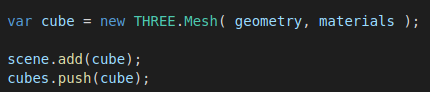 var cube = new THREE.Mesh( geometry, materials );
scene.add(cube);
cubes.push(cube);